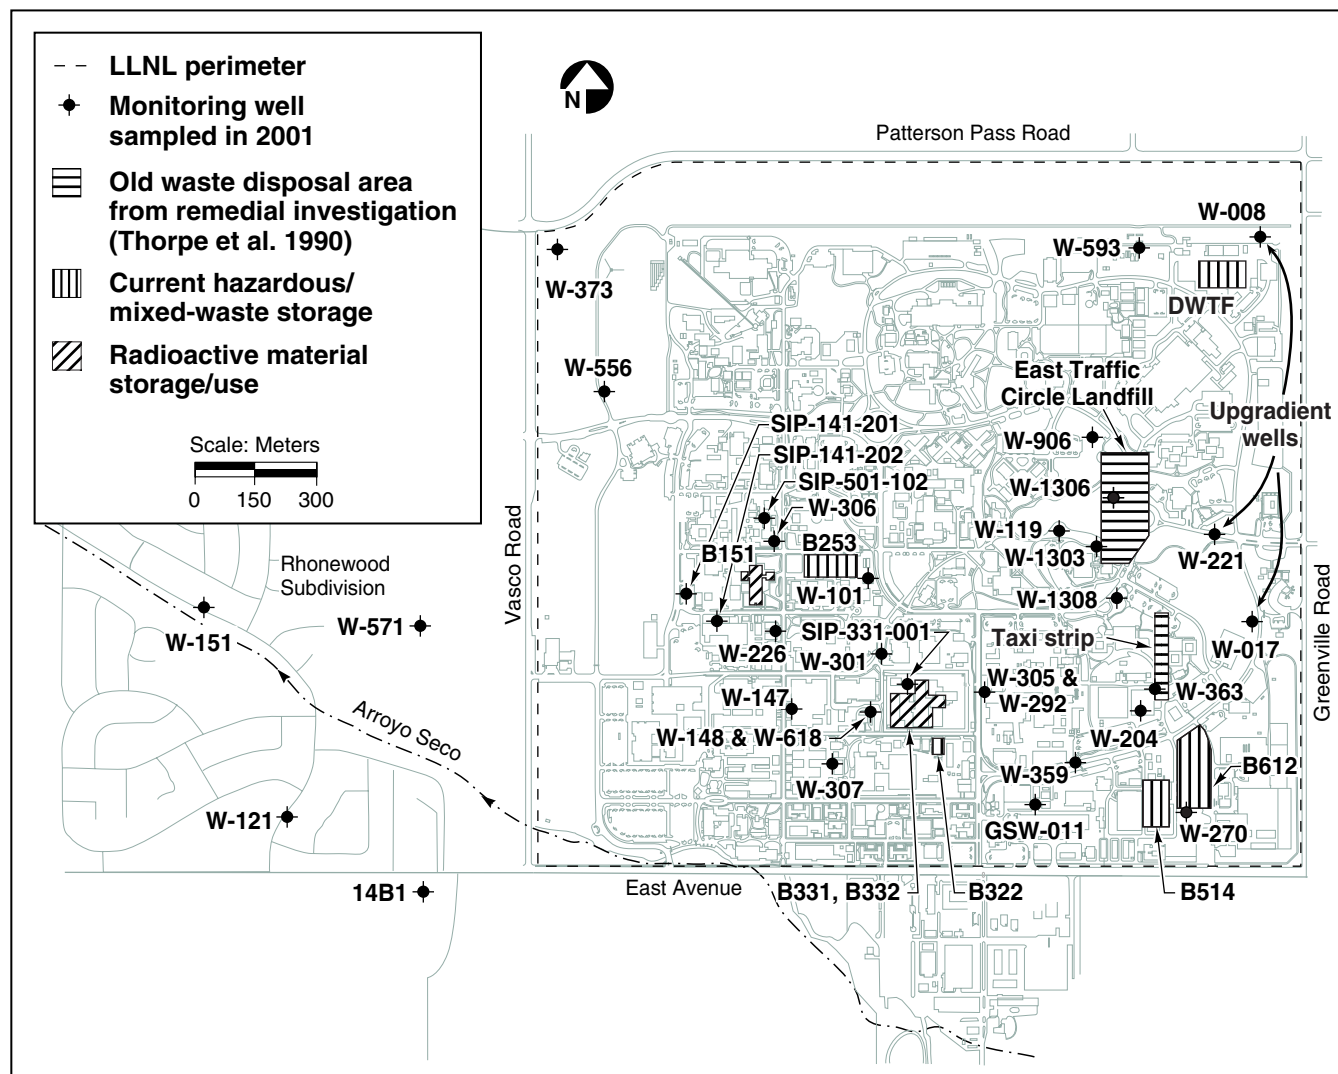 LLNL perimeter
Monitoring well
sampled in 2001
Old waste disposal area
from remedial investigation
(Thorpe et al. 1990)
Current hazardous/
mixed-waste storage
Radioactive material
storage/use
Scale: Meters
0 150 300
N
Patterson Pass Road
W-008
W-593
W-373
DWTF
W-556
East Traffic
Circle Landfill
Upgradient
wells
SIP-141-201
W-906
SIP-141-202
SIP-501-102
W-1306
W-306
W-119
B151
B253
W-1303
W-221
Rhonewood
Subdivision
Vasco Road
W-101
W-1308
Greenville Road
W-151
W-571
SIP-331-001
Taxi strip
W-017
W-226
W-301
W-305 &
W-292
W-363
W-147
Arroyo Seco
W-148 & W-618
W-204
W-359
B612
W-307
W-121
GSW-011
W-270
East Avenue
14B1
B331, B332
B322
B514